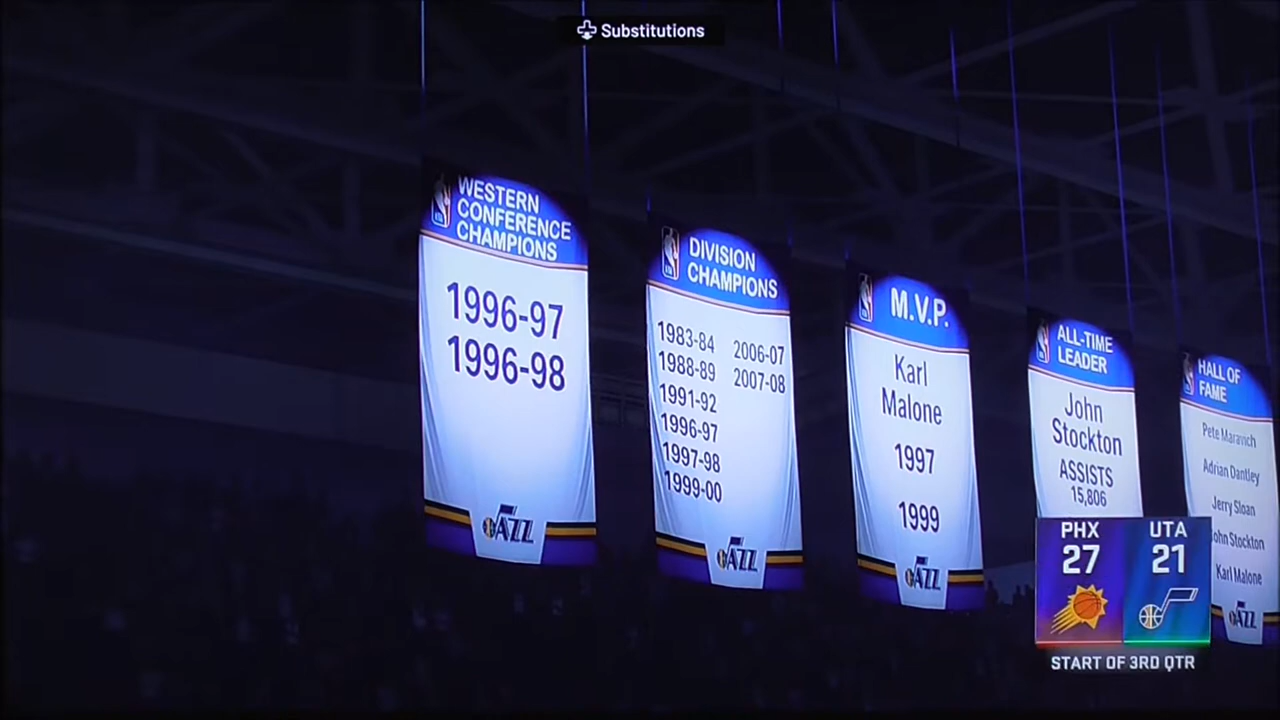 Substitutions
WESTERN
CONFERENCE
CHAMPIONS
1996-97
1996-98
JAZZ
DIVISION
CHAMPIONS
1983-84 2006-07
1988-89 2007-08
1991-92
1996-97
1997-98
1999-00
JAZZ
M.V.P.
Karl
Malone
1997
1999
JAZZ
ALL-TIME
LEADER
John
Stockton
ASSISTS
15,806
HALL OF
FAME
Pete Maravich
Adrian Dantley
Jerry Sloan
John Stockton
Karl Malone
JAZZ
PHX UTA
27 21
START OF 3RD QTR